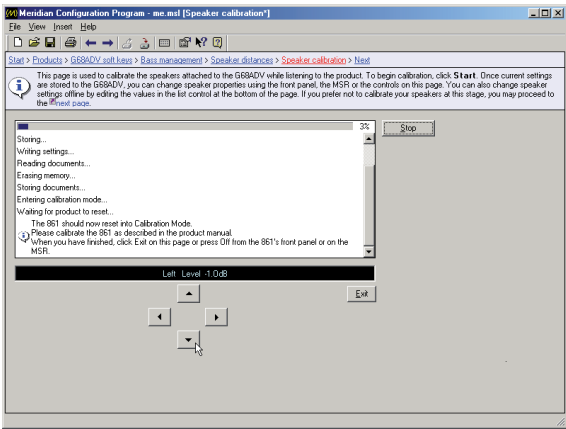 Meridian Configuration Program - me.msl [Speaker calibration*]
File View Insert Help
Start > Products > G68ADV soft keys > Bass management > Speaker distances > Speaker calibration > Next
This page is used to calibrate the speakers attached to the G68ADV while listening to the product. To begin calibration, click Start. Once current settings
are stored to the G68ADV, you can change speaker properties using the front panel, the MSR or the controls on this page. You can also change speaker
settings offline by editing the values in the list control at the bottom of the page. If you prefer not to calibrate your speakers at this stage, you may proceed to
the next page.
3% Stop
Storing...
Writing settings...
Reading documents...
Erasing memory...
Storing documents...
Entering calibration mode...
Waiting for product to reset...
The 861 should now reset into Calibration Mode.
Please calibrate the 861 as described in the product manual.
When you have finished, click Exit on this page or press Off from the 861's front panel or on the
MSR.
Left Level -1.0dB
Exit